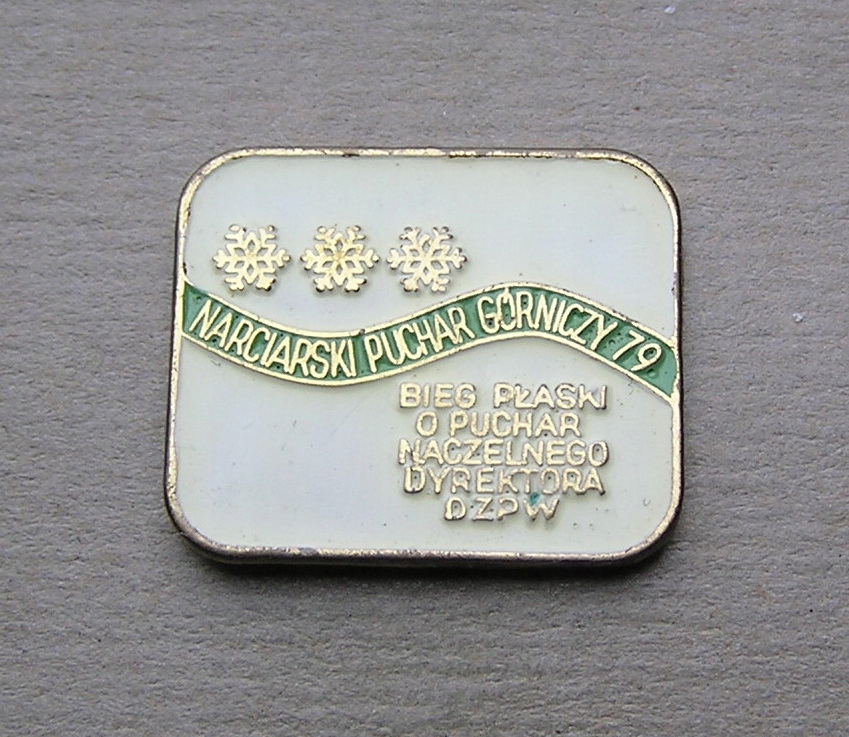 NARCIARSKI PUCHAR GÓRNICZY 79
BIEG PŁASKI
O PUCHAR
NACZELNEGO
DYREKTORA
DZPW